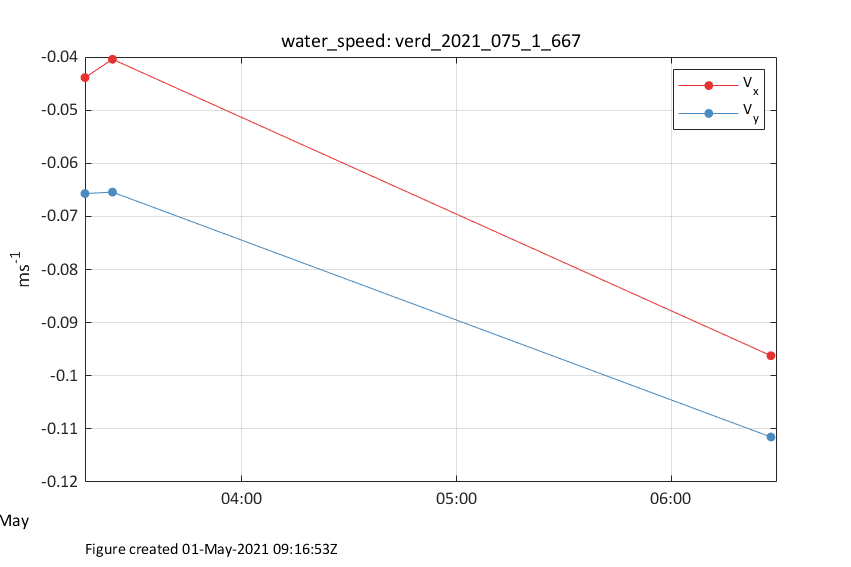 water_speed: verd_2021_075_1_667
-0.04
-0.05
-0.06
-0.07
-0.08
-0.09
-0.1
-0.11
-0.12
ms-1
Vx
Vy
04:00
05:00
06:00
May
Figure created 01-May-2021 09:16:53Z